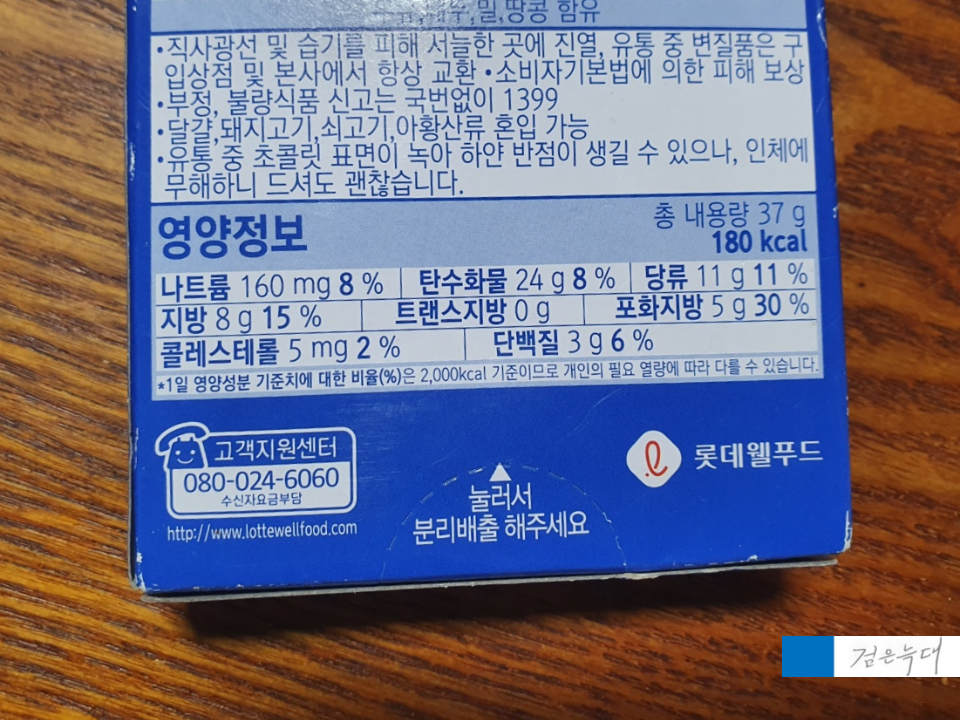 밀,땅콩 함유
•직사광선 및 습기를 피해 서늘한 곳에 진열, 유통 중 변질품은 구
입상점 및 본사에서 항상 교환 •소비자기본법에 의한 피해 보상
•부정, 불량식품 신고는 국번없이 1399
•달걀,돼지고기,쇠고기,아황산류 혼입 가능
•유통 중 초콜릿 표면이 녹아 하얀 반점이 생길 수 있으나, 인체에
무해하니 드셔도 괜찮습니다.
영양정보
총 내용량 37 g
180 kcal
나트륨 160 mg 8 % 탄수화물 24 g 8 % 당류 11 g 11 %
지방 8 g 15 % 트랜스지방 0 g 포화지방 5 g 30 %
콜레스테롤 5 mg 2 % 단백질 3 g 6 %
*1일 영양성분 기준치에 대한 비율(%)은 2,000kcal 기준이므로 개인의 필요 열량에 따라 다를 수 있습니다.
고객지원센터
080-024-6060
수신자요금부담
http://www.lottewellfood.com
눌러서
분리배출 해주세요
롯데웰푸드
검은늑대